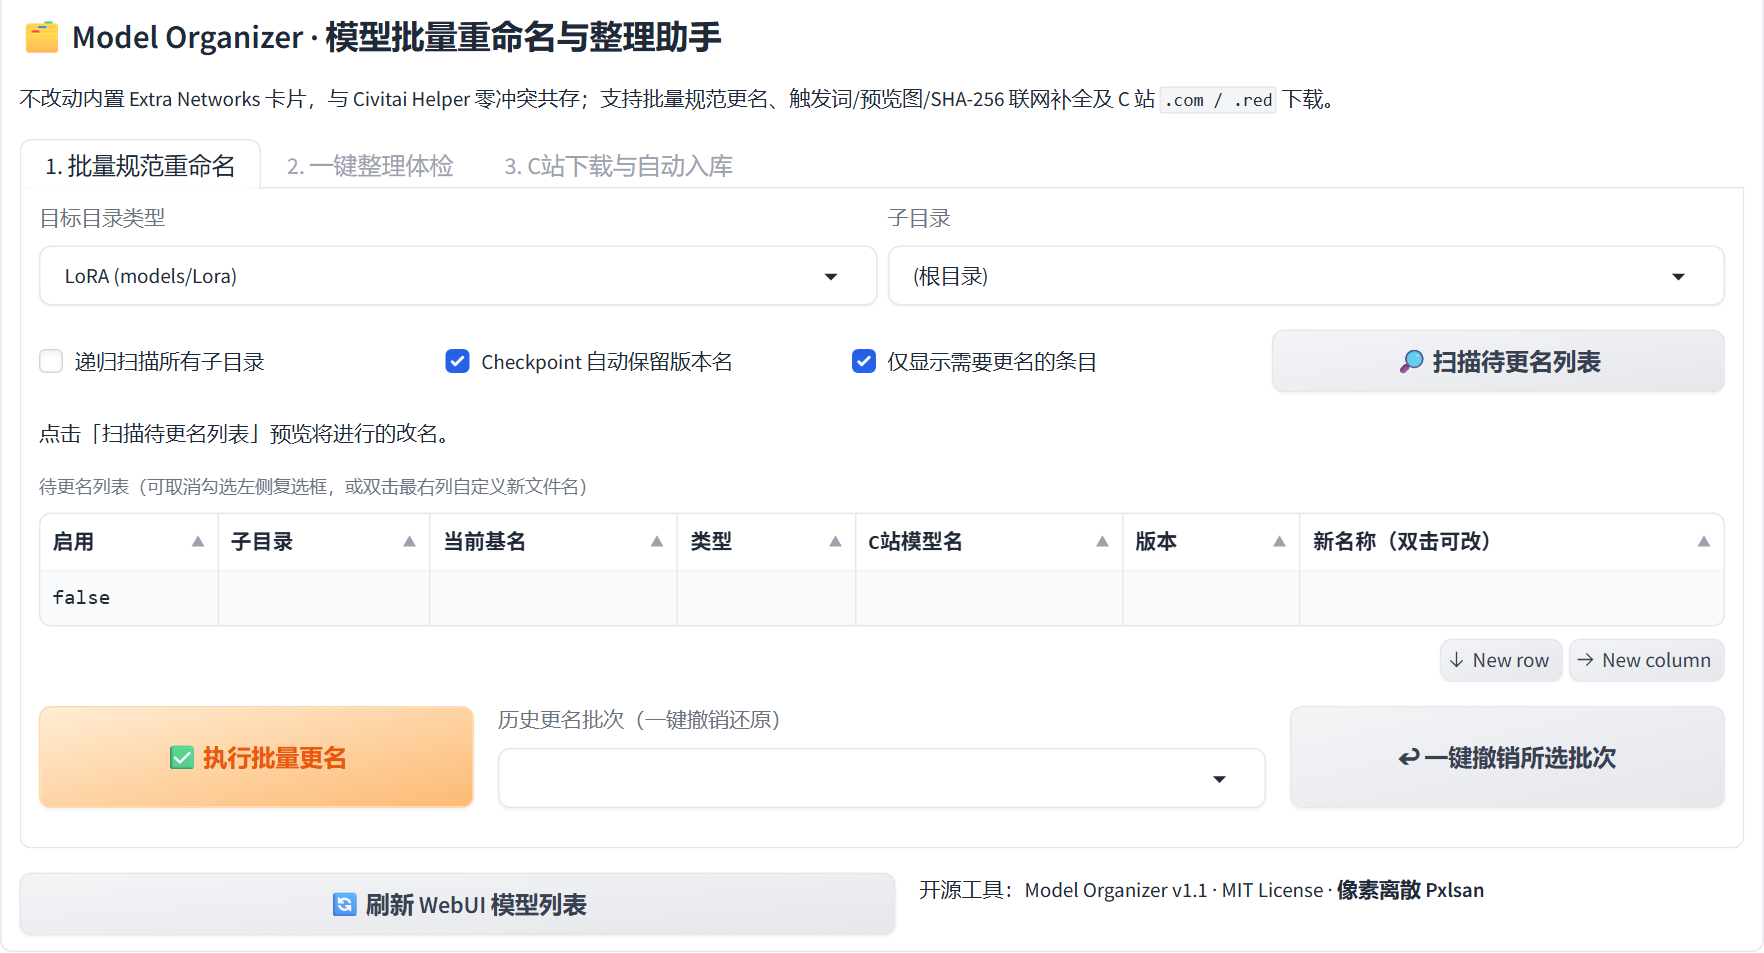 Model Organizer · 模型批量重命名与整理助手
不改动内置 Extra Networks 卡片，与 Civitai Helper 零冲突共存；支持批量规范更名、触发词/预览图/SHA-256 联网补全及 C 站 .com / .red 下载。
1. 批量规范重命名 2. 一键整理体检 3. C站下载与自动入库
目标目录类型 子目录
LoRA (models/Lora) (根目录)
递归扫描所有子目录 Checkpoint 自动保留版本名 仅显示需要更名的条目 🔎 扫描待更名列表
点击「扫描待更名列表」预览将进行的改名。
待更名列表（可取消勾选左侧复选框，或双击最右列自定义新文件名）
启用 子目录 当前基名 类型 C站模型名 版本 新名称（双击可改）
false
↓ New row → New column
✅ 执行批量更名 历史更名批次（一键撤销还原） ↩ 一键撤销所选批次
🔄 刷新 WebUI 模型列表 开源工具：Model Organizer v1.1 · MIT License · 像素离散 Pxlsan